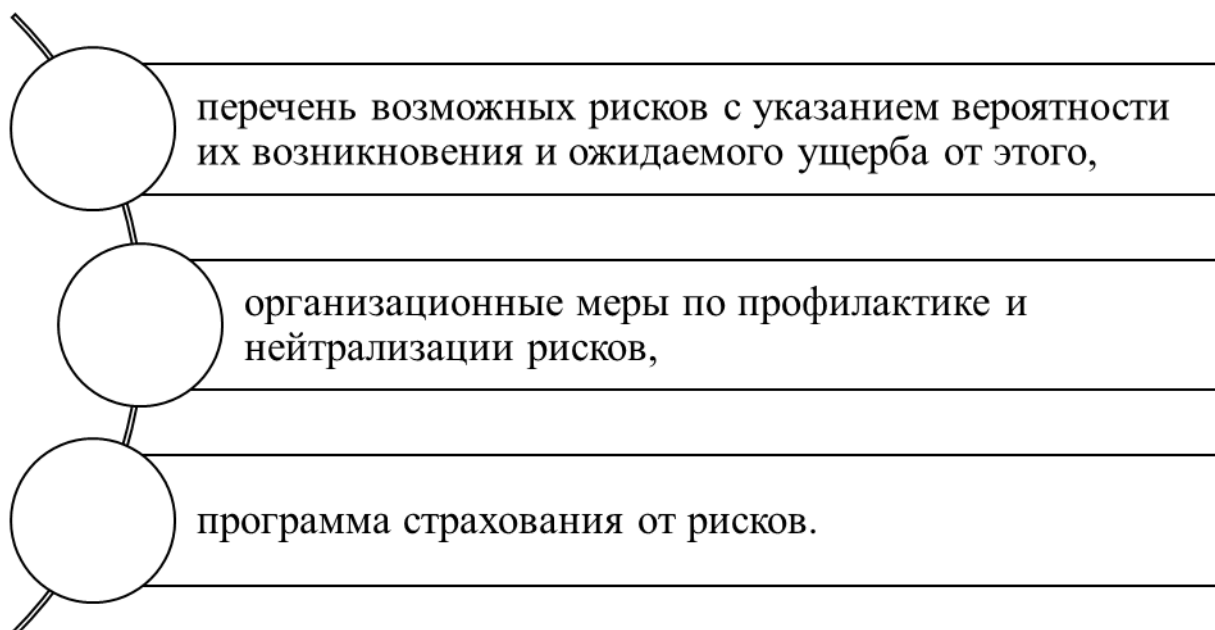 перечень возможных рисков с указанием вероятности
их возникновения и ожидаемого ущерба от этого,
организационные меры по профилактике и
нейтрализации рисков,
программа страхования от рисков.